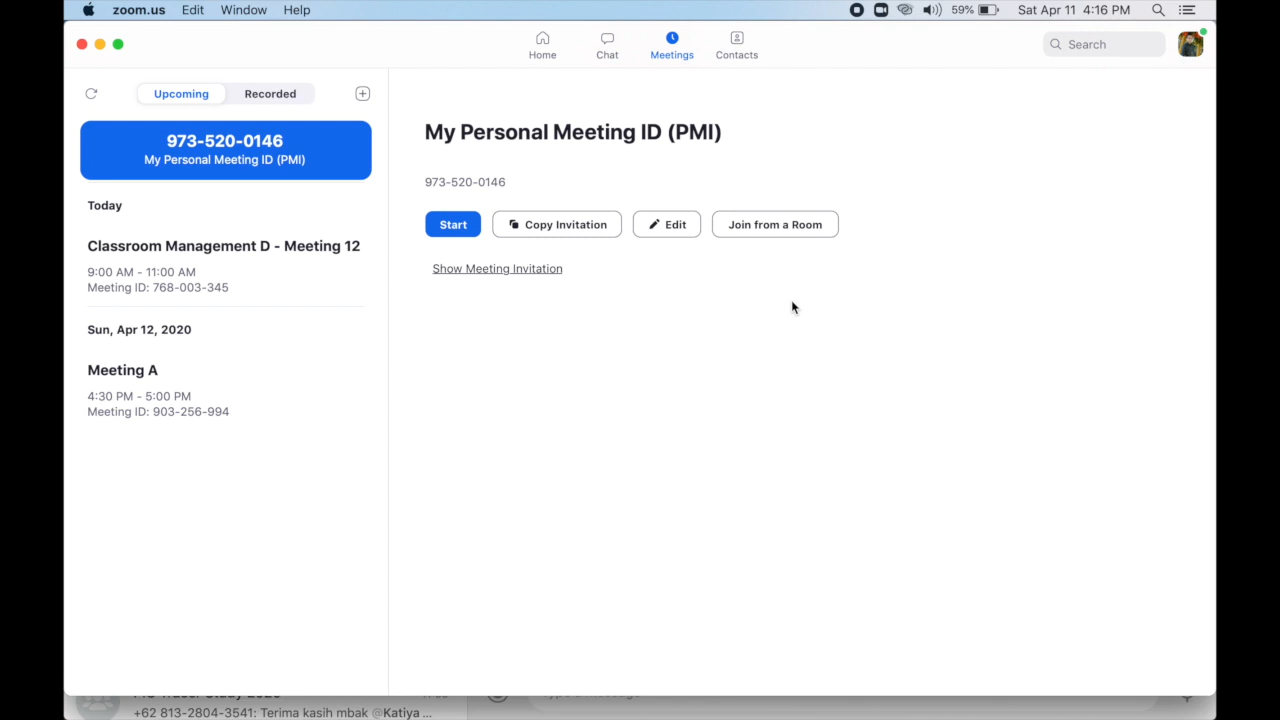 zoom.us Edit Window Help 59% Sat Apr 11 4:16 PM
Home Chat Meetings Contacts
Search
Upcoming Recorded
973-520-0146
My Personal Meeting ID (PMI)
Today
Classroom Management D - Meeting 12
9:00 AM - 11:00 AM
Meeting ID: 768-003-345
Sun, Apr 12, 2020
Meeting A
4:30 PM - 5:00 PM
Meeting ID: 903-256-994
My Personal Meeting ID (PMI)
973-520-0146
Start Copy Invitation Edit Join from a Room
Show Meeting Invitation
+62 813-2804-3541: Terima kasih mbak @Katiya ...